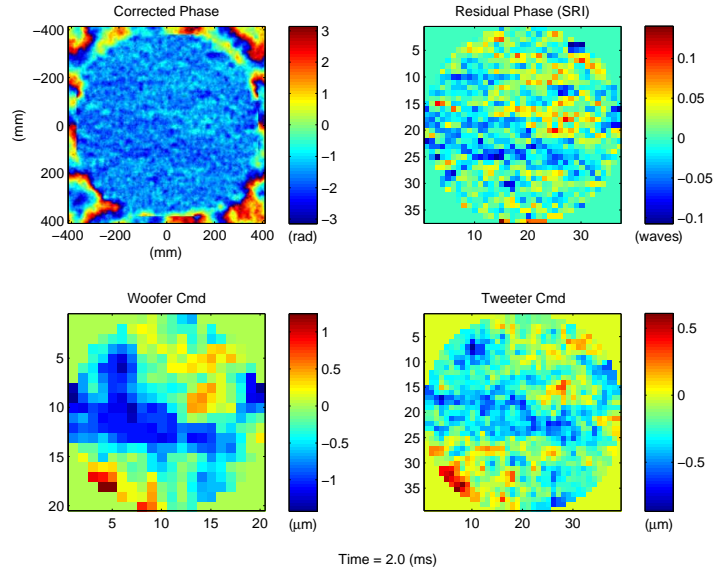 Corrected Phase
−400
−200
0
200
400
(mm)
−400 −200 0 200 400
(mm)
3
2
1
0
−1
−2
−3
(rad)
Residual Phase (SRI)
5
10
15
20
25
30
35
10 20 30
0.1
0.05
0
−0.05
−0.1
(waves)
Woofer Cmd
5
10
15
20
5 10 15 20
1
0.5
0
−0.5
−1
(µm)
Tweeter Cmd
5
10
15
20
25
30
35
10 20 30
0.5
0
−0.5
(µm)
Time = 2.0 (ms)